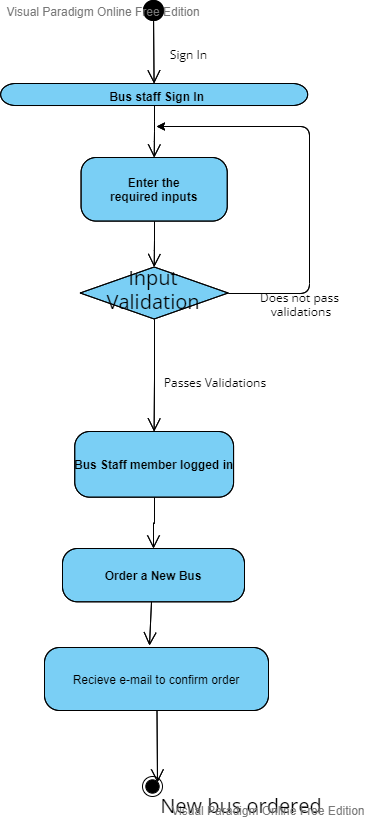 Visual Paradigm Online Free Edition
Sign In
Bus staff Sign In
Enter the
required inputs
Input
Validation
Does not pass
validations
Passes Validations
Bus Staff member logged in
Order a New Bus
Recieve e-mail to confirm order
New bus ordered
Visual Paradigm Online Free Edition